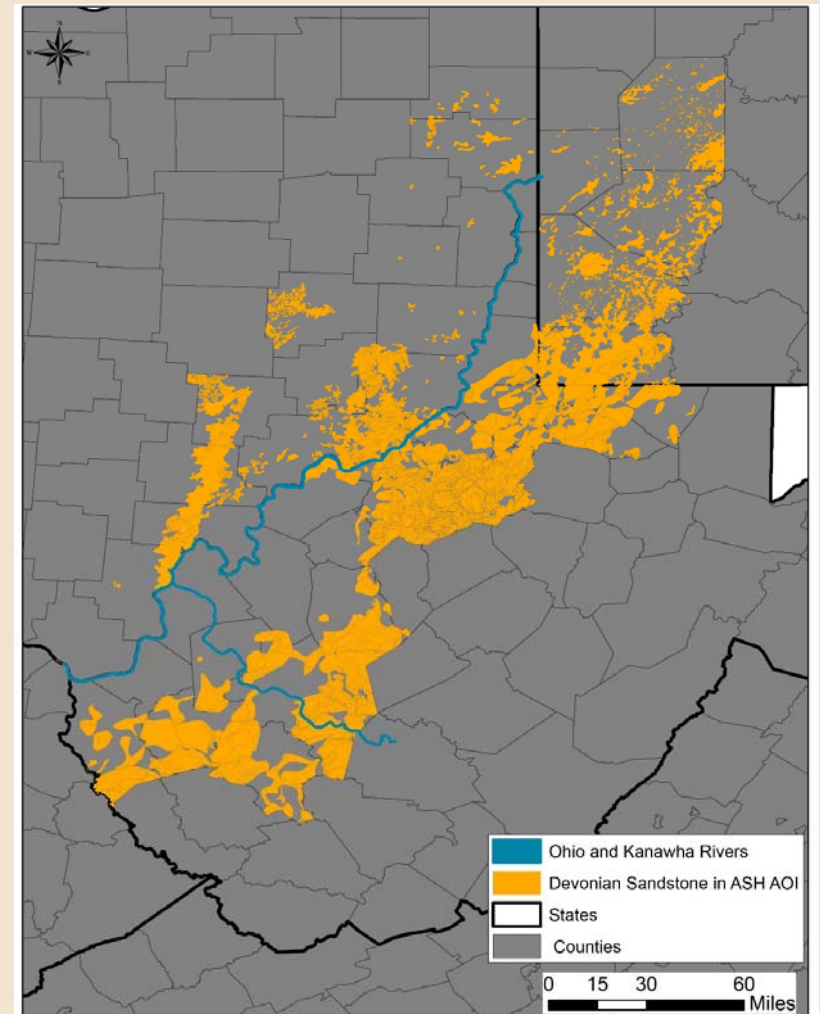 N
W E
S
Ohio and Kanawha Rivers
Devonian Sandstone in ASH AOI
States
Counties
0 15 30 60
Miles